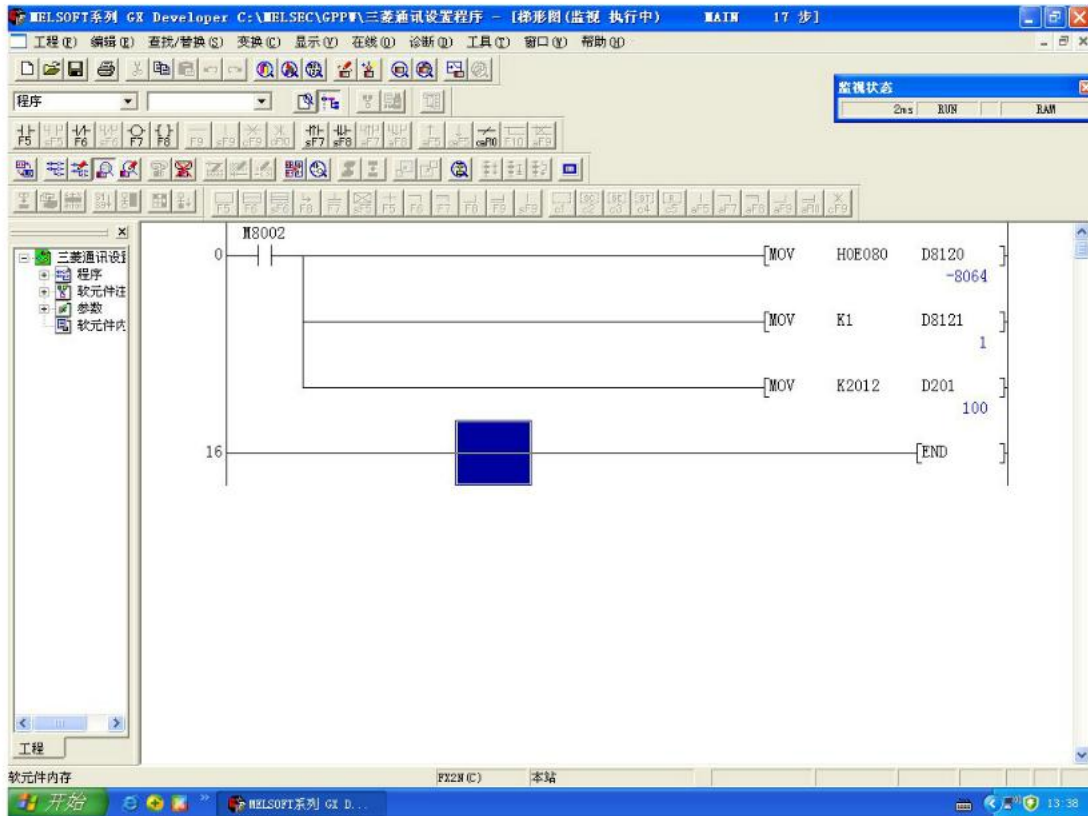 MELSOFT系列 GX Developer C:\MELSEC\GPPW\三菱通讯设置程序 - [梯形图(监视 执行中) MAIN 17 步]
工程(F) 编辑(E) 查找/替换(S) 变换(C) 显示(V) 在线(O) 诊断(D) 工具(T) 窗口(W) 帮助(H)
监视状态
2ms RUN RAM
程序
M8002
0 MOV H0E080 D8120
-8064
MOV K1 D8121
1
MOV K2012 D201
100
16 END
三菱通讯设
程序
软元件注
参数
软元件内
工程
软元件内存 FX2N(C) 本站
开始 MELSOFT系列 GX D... 13:38